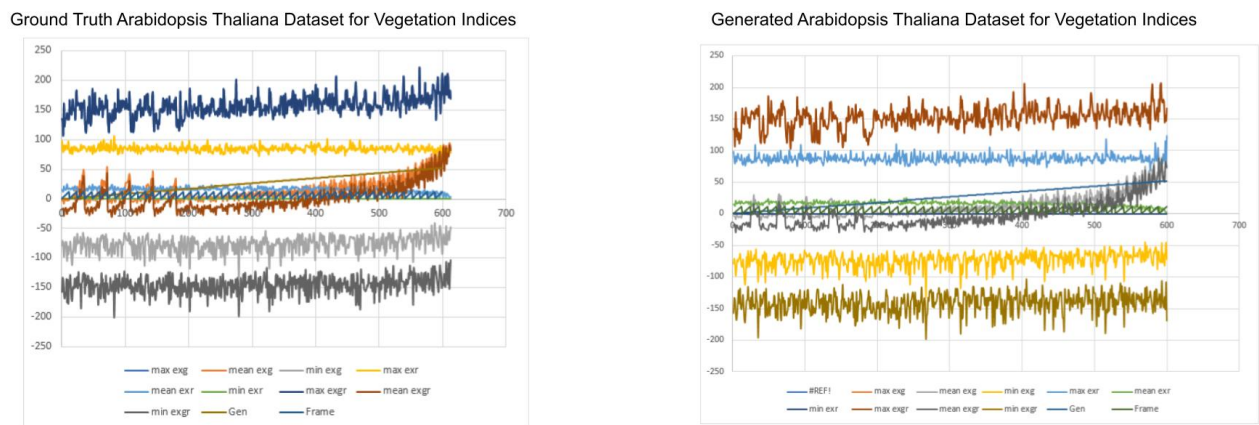 Ground Truth Arabidopsis Thaliana Dataset for Vegetation Indices
250
200
150
100
50
0
-50
-100
-150
-200
-250
0 100 200 300 400 500 600 700
max exg mean exg min exg max exr
mean exr min exr max exgr mean exgr
min exgr Gen Frame
Generated Arabidopsis Thaliana Dataset for Vegetation Indices
250
200
150
100
50
0
-50
-100
-150
-200
-250
400 500 600 700
#REF! max exg mean exg min exg max exr mean exr
min exr max exgr mean exgr min exgr Gen Frame